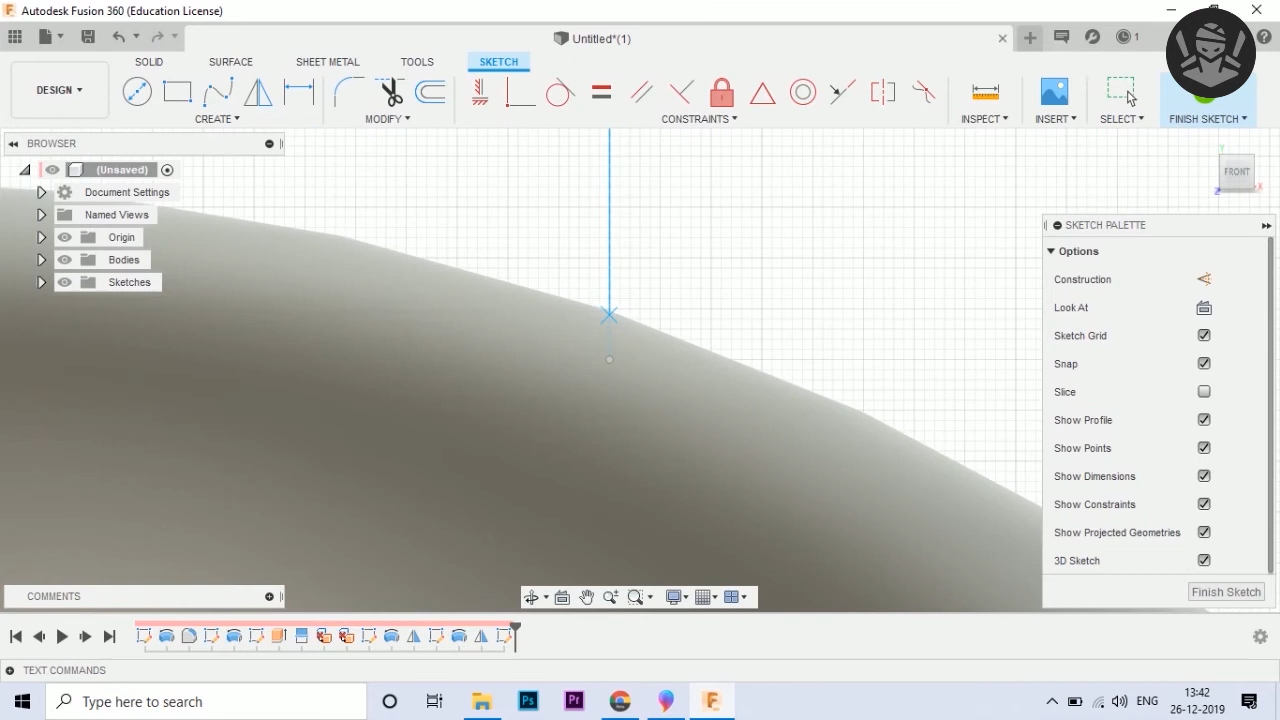 Autodesk Fusion 360 (Education License)
Untitled*(1)
1
SOLID SURFACE SHEET METAL TOOLS SKETCH
DESIGN
CREATE MODIFY CONSTRAINTS INSPECT INSERT SELECT FINISH SKETCH
BROWSER
(Unsaved)
Document Settings
Named Views
Origin
Bodies
Sketches
Y
FRONT
X
Z
SKETCH PALETTE
Options
Construction
Look At
Sketch Grid
Snap
Slice
Show Profile
Show Points
Show Dimensions
Show Constraints
Show Projected Geometries
3D Sketch
Finish Sketch
COMMENTS
TEXT COMMANDS
Type here to search
Ps
Pr
ENG
13:42
26-12-2019